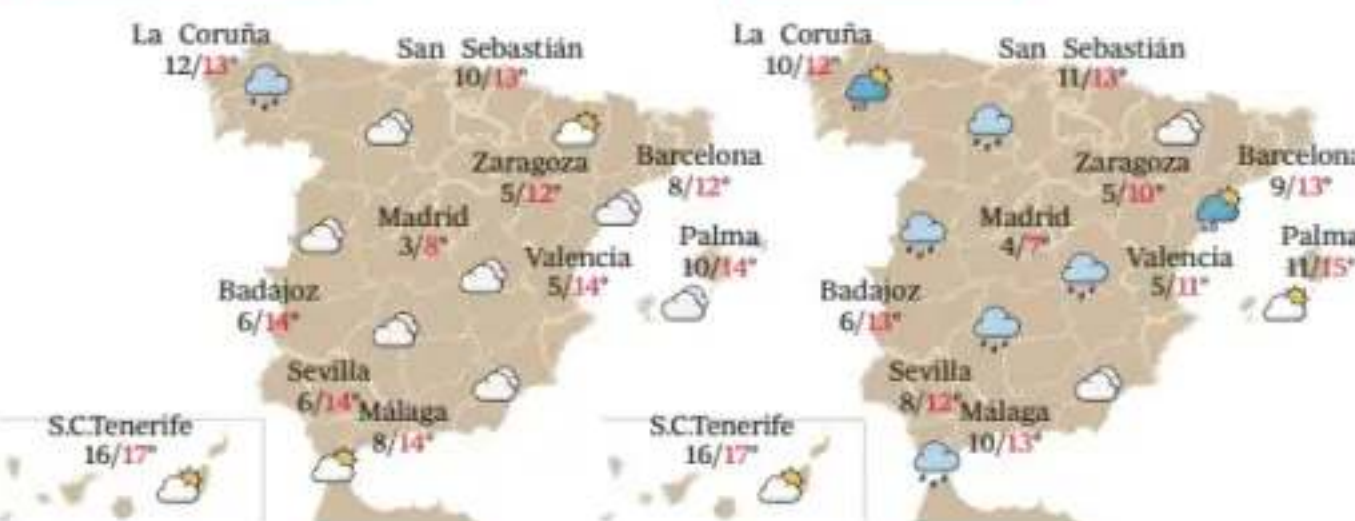 La Coruña
12/13°
San Sebastián
10/13°
Zaragoza
5/12°
Barcelona
8/12°
Madrid
3/8°
Palma
10/14°
Valencia
5/14°
Badajoz
6/14°
Sevilla
6/14°
Málaga
8/14°
S.C.Tenerife
16/17°
La Coruña
10/12°
San Sebastián
11/13°
Zaragoza
5/10°
Barcelona
9/13°
Madrid
4/7°
Palma
11/15°
Valencia
5/11°
Badajoz
6/13°
Sevilla
8/12°
Málaga
10/13°
S.C.Tenerife
16/17°